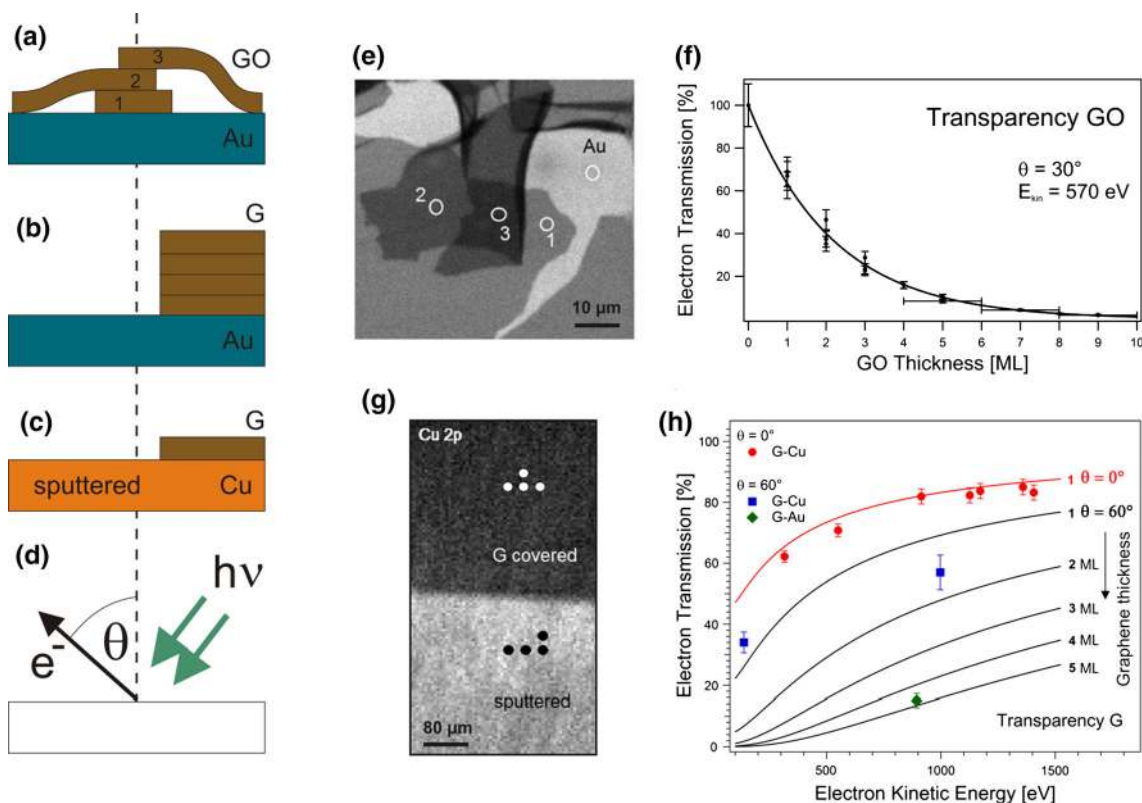 (a)
3
2
1
GO
Au
(b)
G
Au
(c)
G
sputtered
Cu
(d)
hν
θ
e⁻
(e)
Au
2
3
1
10 µm
(f)
Electron Transmission [%]
100
80
60
40
20
Transparency GO
θ = 30°
E_kin = 570 eV
0 1 2 3 4 5 6 7 8 9 10
GO Thickness [ML]
(g)
Cu 2p
G covered
sputtered
80 µm
(h)
Electron Transmission [%]
100
80
60
40
20
0
θ = 0°
G-Cu
θ = 60°
G-Cu
G-Au
1 θ = 0°
1 θ = 60°
2 ML
3 ML
4 ML
5 ML
Graphene thickness
Transparency G
500 1000 1500
Electron Kinetic Energy [eV]